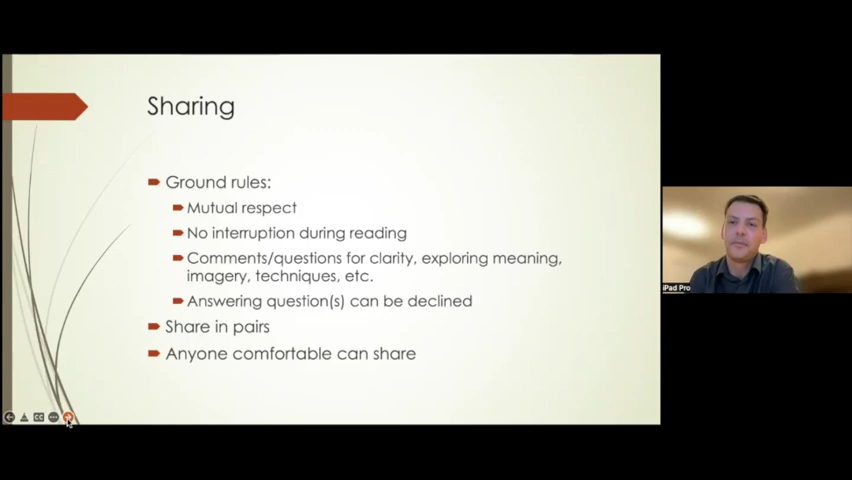 Sharing
Ground rules:
Mutual respect
No interruption during reading
Comments/questions for clarity, exploring meaning,
imagery, techniques, etc.
Answering question(s) can be declined
Share in pairs
Anyone comfortable can share
iPad Pro
CC